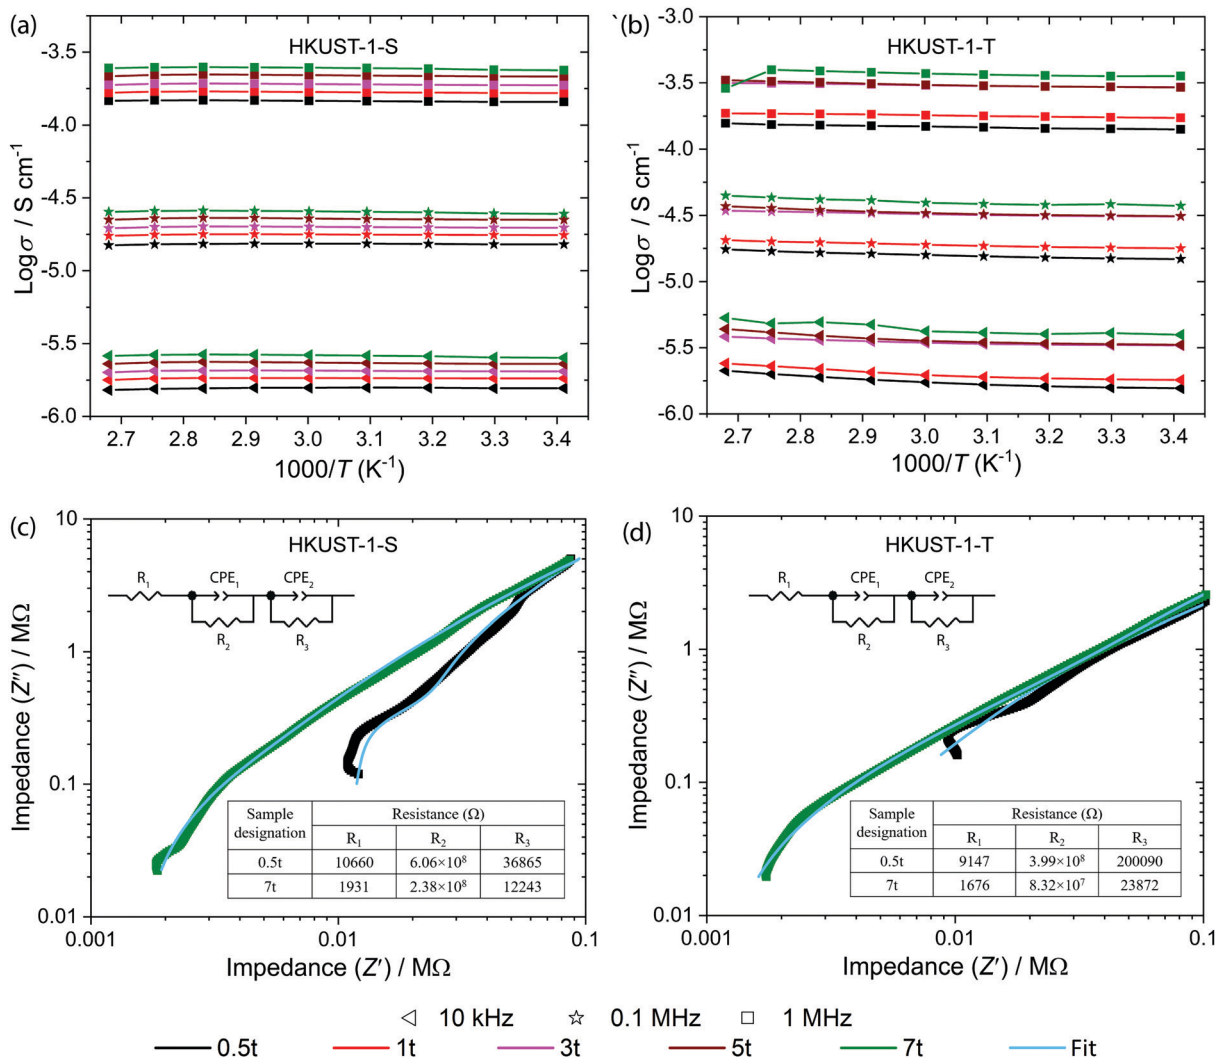 (a)
HKUST-1-S
-3.5
-4.0
-4.5
-5.0
-5.5
-6.0
Logσ / S cm⁻¹
2.7 2.8 2.9 3.0 3.1 3.2 3.3 3.4
1000/T (K⁻¹)
`(b)
HKUST-1-T
-3.0
-3.5
-4.0
-4.5
-5.0
-5.5
-6.0
Logσ / S cm⁻¹
2.7 2.8 2.9 3.0 3.1 3.2 3.3 3.4
1000/T (K⁻¹)
(c)
HKUST-1-S
10
1
0.1
0.01
Impedance (Z″) / MΩ
R₁ CPE₁ CPE₂
R₂ R₃
Sample designation Resistance (Ω)
R₁ R₂ R₃
0.5t 10660 6.06×10⁸ 36865
7t 1931 2.38×10⁸ 12243
0.001 0.01 0.1
Impedance (Z′) / MΩ
(d)
HKUST-1-T
10
1
0.1
0.01
Impedance (Z″) / MΩ
R₁ CPE₁ CPE₂
R₂ R₃
Sample designation Resistance (Ω)
R₁ R₂ R₃
0.5t 9147 3.99×10⁸ 200090
7t 1676 8.32×10⁷ 23872
0.001 0.01 0.1
Impedance (Z′) / MΩ
10 kHz 0.1 MHz 1 MHz
0.5t 1t 3t 5t 7t Fit